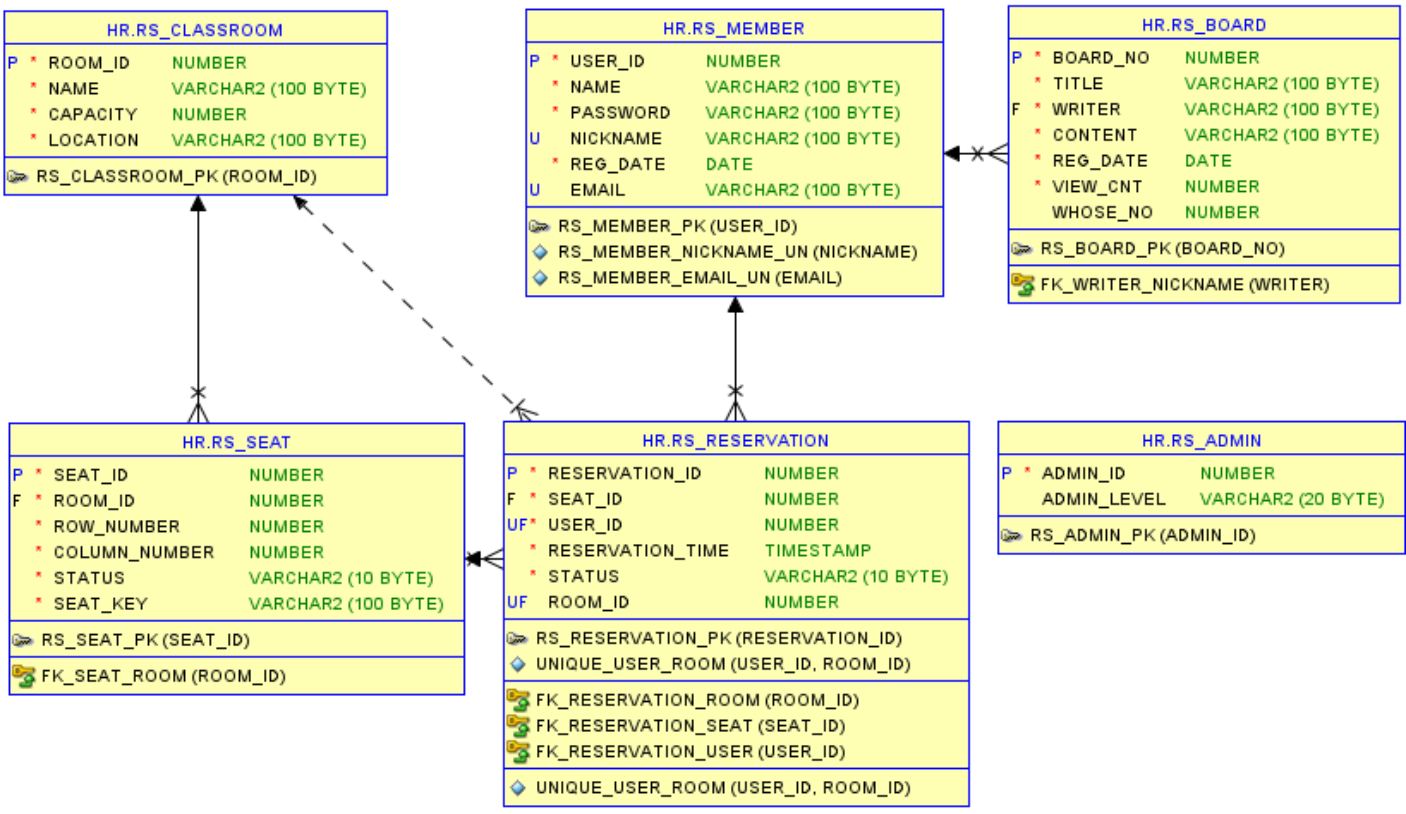 HR.RS_CLASSROOM
P * ROOM_ID NUMBER
* NAME VARCHAR2 (100 BYTE)
* CAPACITY NUMBER
* LOCATION VARCHAR2 (100 BYTE)
RS_CLASSROOM_PK (ROOM_ID)
HR.RS_MEMBER
P * USER_ID NUMBER
* NAME VARCHAR2 (100 BYTE)
* PASSWORD VARCHAR2 (100 BYTE)
U NICKNAME VARCHAR2 (100 BYTE)
* REG_DATE DATE
U EMAIL VARCHAR2 (100 BYTE)
RS_MEMBER_PK (USER_ID)
RS_MEMBER_NICKNAME_UN (NICKNAME)
RS_MEMBER_EMAIL_UN (EMAIL)
HR.RS_BOARD
P * BOARD_NO NUMBER
* TITLE VARCHAR2 (100 BYTE)
F * WRITER VARCHAR2 (100 BYTE)
* CONTENT VARCHAR2 (100 BYTE)
* REG_DATE DATE
* VIEW_CNT NUMBER
WHOSE_NO NUMBER
RS_BOARD_PK (BOARD_NO)
FK_WRITER_NICKNAME (WRITER)
HR.RS_SEAT
P * SEAT_ID NUMBER
F * ROOM_ID NUMBER
* ROW_NUMBER NUMBER
* COLUMN_NUMBER NUMBER
* STATUS VARCHAR2 (10 BYTE)
* SEAT_KEY VARCHAR2 (100 BYTE)
RS_SEAT_PK (SEAT_ID)
FK_SEAT_ROOM (ROOM_ID)
HR.RS_RESERVATION
P * RESERVATION_ID NUMBER
F * SEAT_ID NUMBER
UF* USER_ID NUMBER
* RESERVATION_TIME TIMESTAMP
* STATUS VARCHAR2 (10 BYTE)
UF ROOM_ID NUMBER
RS_RESERVATION_PK (RESERVATION_ID)
UNIQUE_USER_ROOM (USER_ID, ROOM_ID)
FK_RESERVATION_ROOM (ROOM_ID)
FK_RESERVATION_SEAT (SEAT_ID)
FK_RESERVATION_USER (USER_ID)
UNIQUE_USER_ROOM (USER_ID, ROOM_ID)
HR.RS_ADMIN
P * ADMIN_ID NUMBER
ADMIN_LEVEL VARCHAR2 (20 BYTE)
RS_ADMIN_PK (ADMIN_ID)